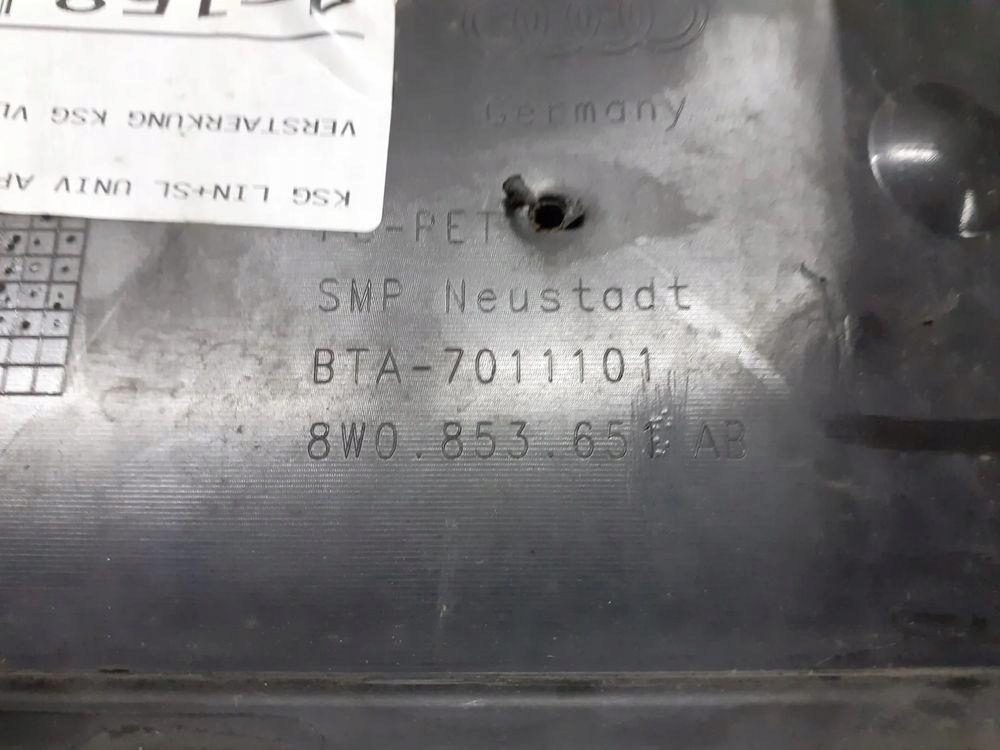 Germany
-PET
SMP Neustadt
BTA-7011101
8W0.853.651 AB
KSG LIN+SL UNIV
VERSTAERKUNG KSG